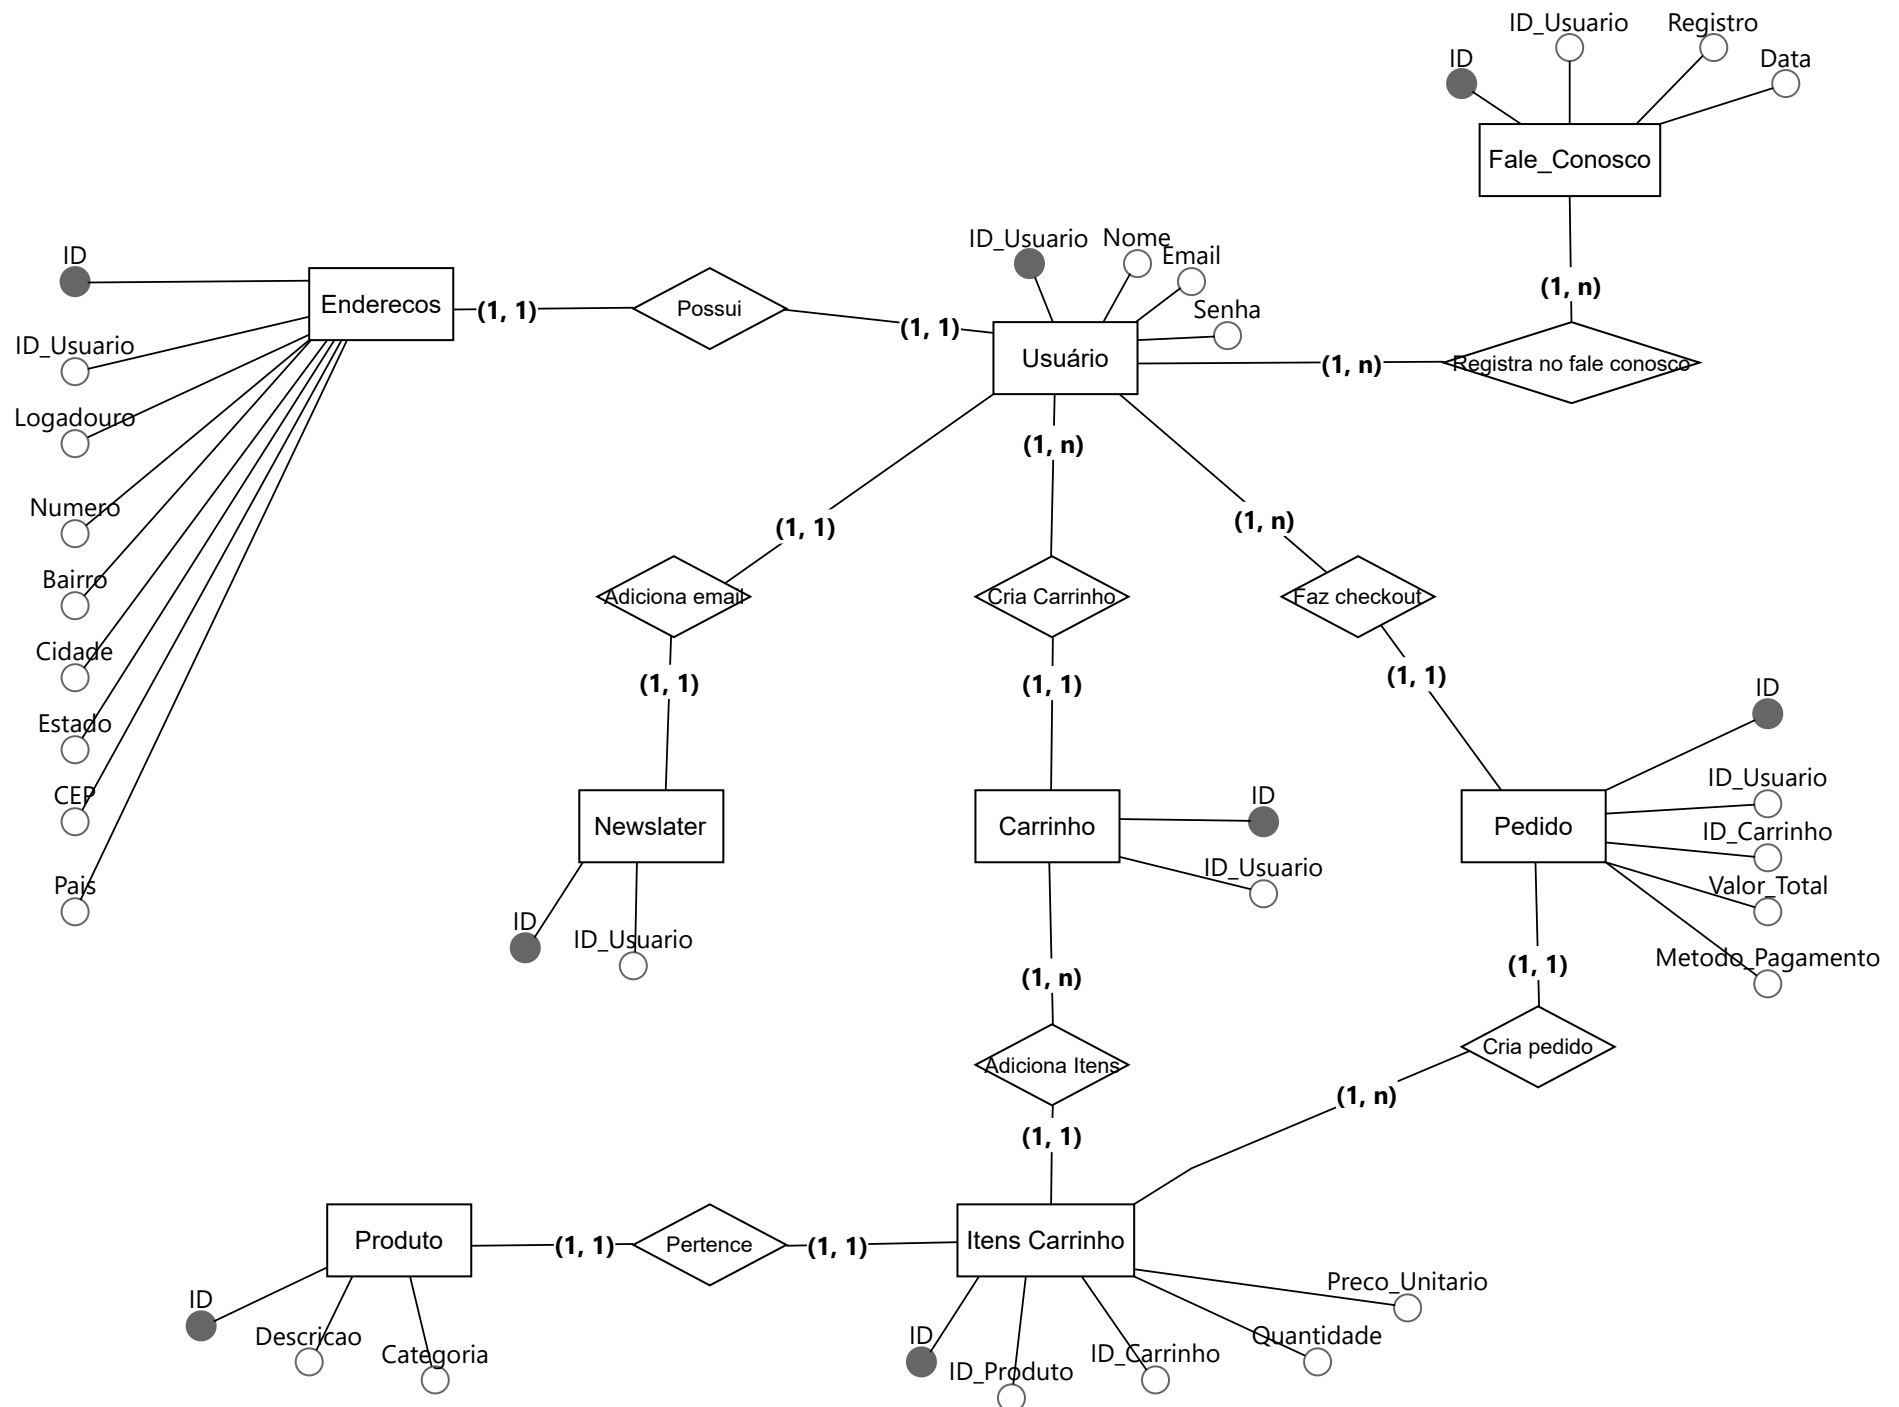 ID_Usuario
Registro
ID
Data
Fale_Conosco
(1, n)
ID_Usuario
Nome
Email
Senha
ID
Enderecos
(1, 1)
Possui
(1, 1)
Usuário
(1, n)
Registra no fale conosco
ID_Usuario
Logadouro
Numero
Bairro
Cidade
Estado
CEP
Pais
(1, 1)
(1, n)
(1, n)
Adiciona email
Cria Carrinho
Faz checkout
(1, 1)
(1, 1)
(1, 1)
Newslater
ID
ID_Usuario
Carrinho
ID
ID_Usuario
Pedido
ID
ID_Usuario
ID_Carrinho
Valor_Total
Metodo_Pagamento
(1, n)
(1, 1)
Adiciona Itens
Cria pedido
(1, 1)
(1, n)
Produto
(1, 1)
Pertence
(1, 1)
Itens Carrinho
ID
Descricao
Categoria
ID
ID_Produto
ID_Carrinho
Quantidade
Preco_Unitario